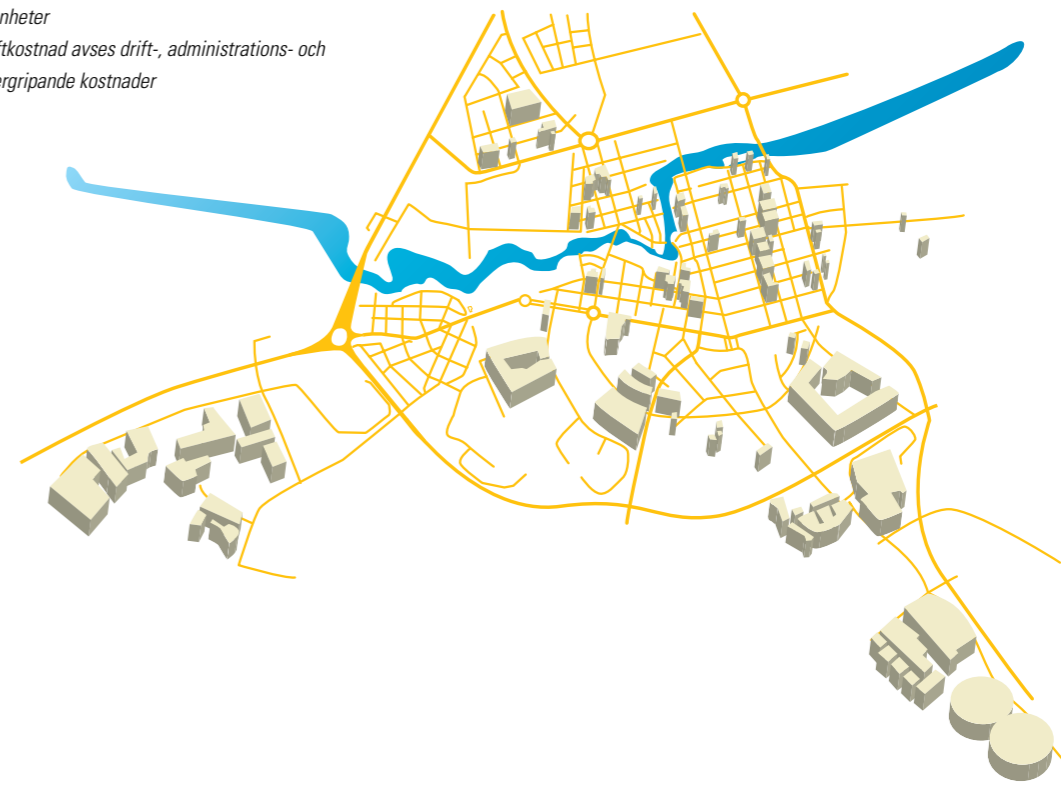 nheter
ftkostnad avses drift-, administrations- och
ergripande kostnader